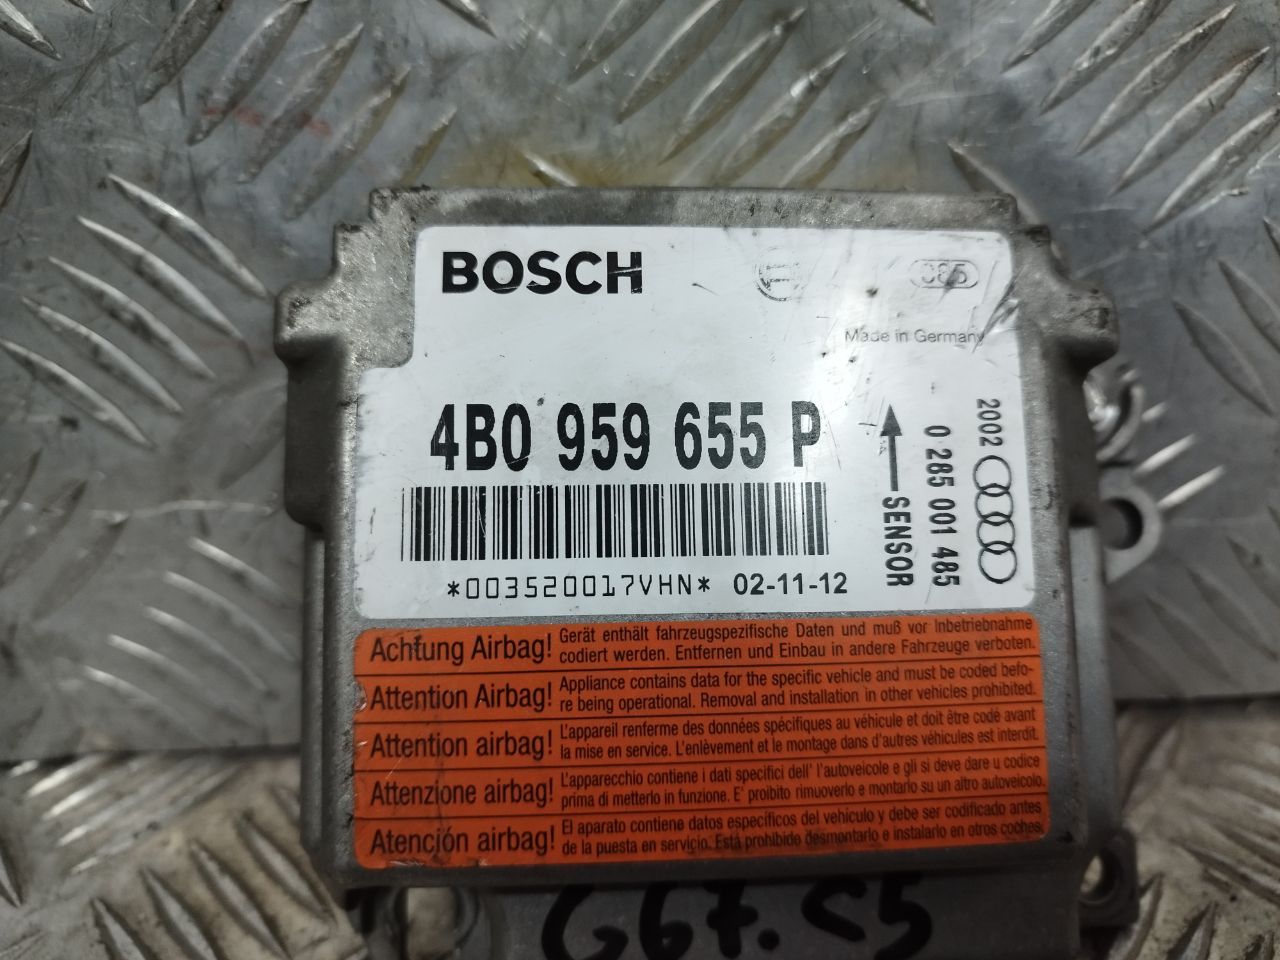 BOSCH
Made in Germany
4B0 959 655 P
*003520017VHN* 02-11-12
SENSOR
0 285 001 485
2002
Achtung Airbag! Gerät enthält fahrzeugspezifische Daten und muß vor Inbetriebnahme
codiert werden. Entfernen und Einbau in andere Fahrzeuge verboten.
Attention Airbag! Appliance contains data for the specific vehicle and must be coded befo-
re being operational. Removal and installation in other vehicles prohibited.
Attention airbag! L'appareil renferme des données spécifiques au véhicule et doit être codé avant
la mise en service. L'enlèvement et le montage dans d'autres véhicules est interdit.
Attenzione airbag! L'apparecchio contiene i dati specifici dell' l'autoveicole e gli si deve dare u codice
prima di metterlo in funzione. E' proibito rimuoverlo e montarlo su un altro autoveicolo.
Atención airbag! El aparato contiene datos específicos del vehículo y debe ser codificado antes
de la puesta en servicio. Está prohibido desmontarlo e instalarlo en otros coches.
G67.C5